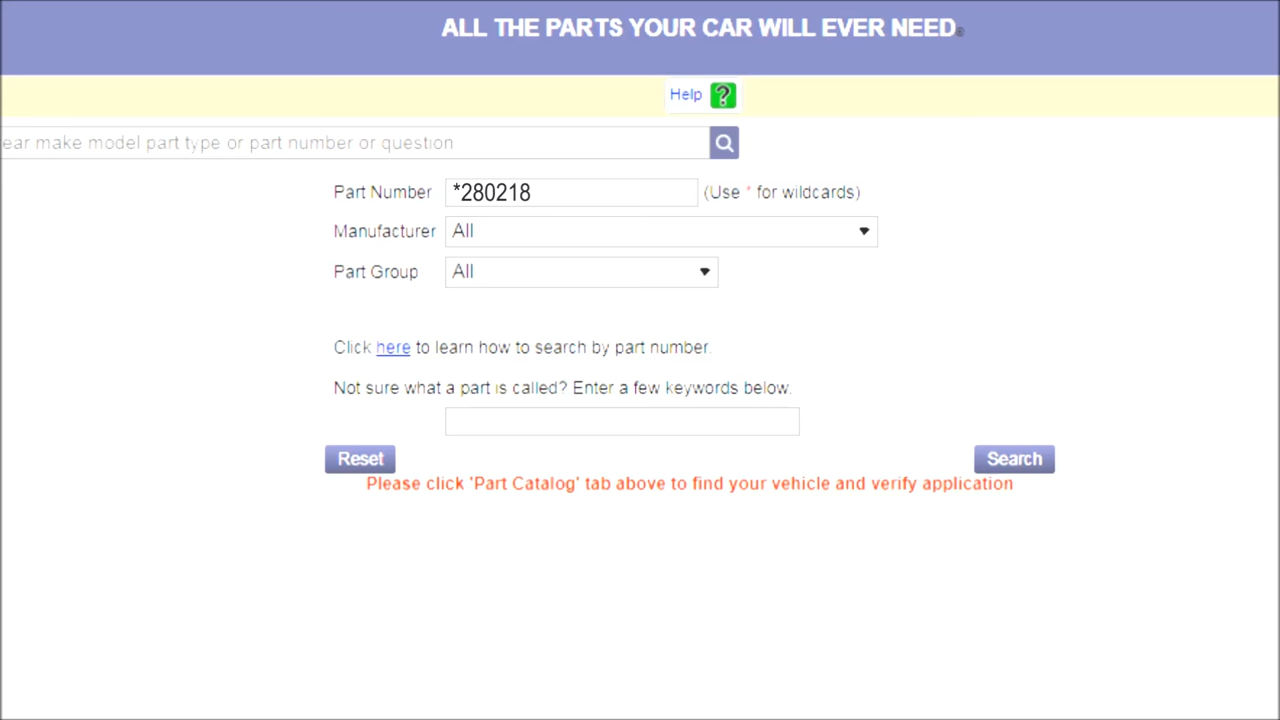 ALL THE PARTS YOUR CAR WILL EVER NEED®
Help ?
ear make model part type or part number or question
Part Number *280218 (Use * for wildcards)
Manufacturer All
Part Group All
Click here to learn how to search by part number.
Not sure what a part is called? Enter a few keywords below.
Reset Search
Please click 'Part Catalog' tab above to find your vehicle and verify application